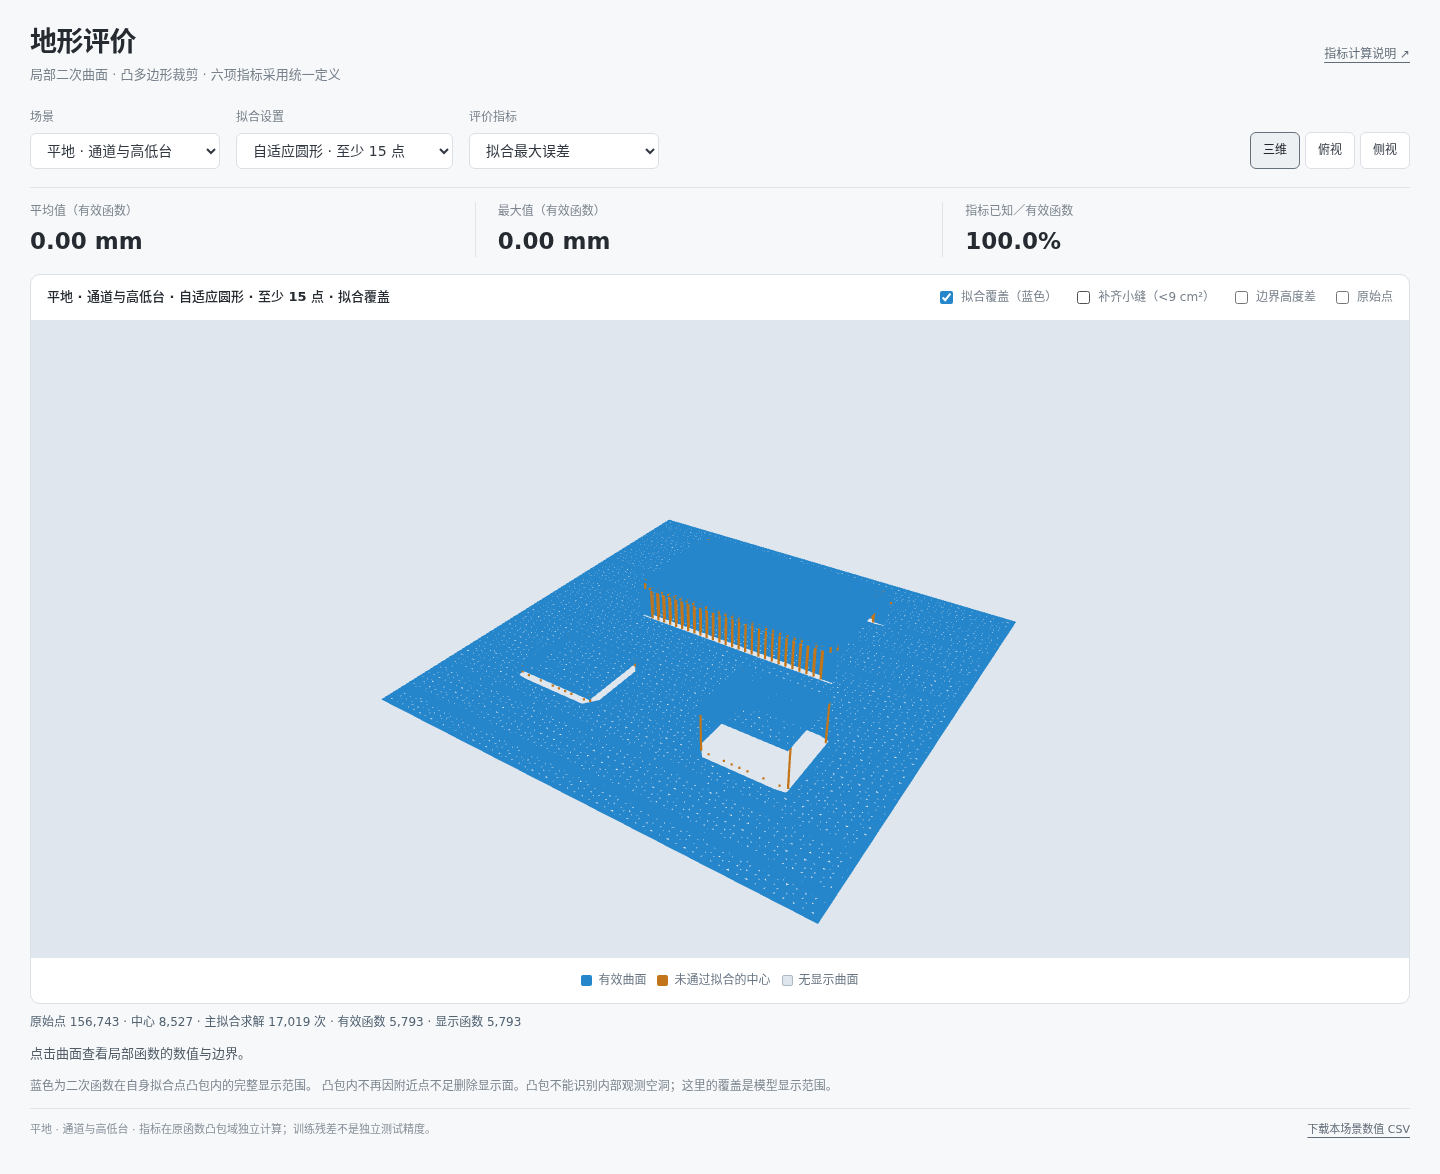 地形评价
局部二次曲面 · 凸多边形裁剪 · 六项指标采用统一定义
指标计算说明 ↗
场景
拟合设置
评价指标
平地 · 通道与高低台
自适应圆形 · 至少 15 点
拟合最大误差
三维
俯视
侧视
平均值（有效函数）
最大值（有效函数）
指标已知／有效函数
0.00 mm
0.00 mm
100.0%
平地 · 通道与高低台 · 自适应圆形 · 至少 15 点 · 拟合覆盖
拟合覆盖（蓝色）
补齐小缝（<9 cm²）
边界高度差
原始点
有效曲面
未通过拟合的中心
无显示曲面
原始点 156,743 · 中心 8,527 · 主拟合求解 17,019 次 · 有效函数 5,793 · 显示函数 5,793
点击曲面查看局部函数的数值与边界。
蓝色为二次函数在自身拟合点凸包内的完整显示范围。 凸包内不再因附近点不足删除显示面。凸包不能识别内部观测空洞；这里的覆盖是模型显示范围。
平地 · 通道与高低台 · 指标在原函数凸包域独立计算；训练残差不是独立测试精度。
下载本场景数值 CSV